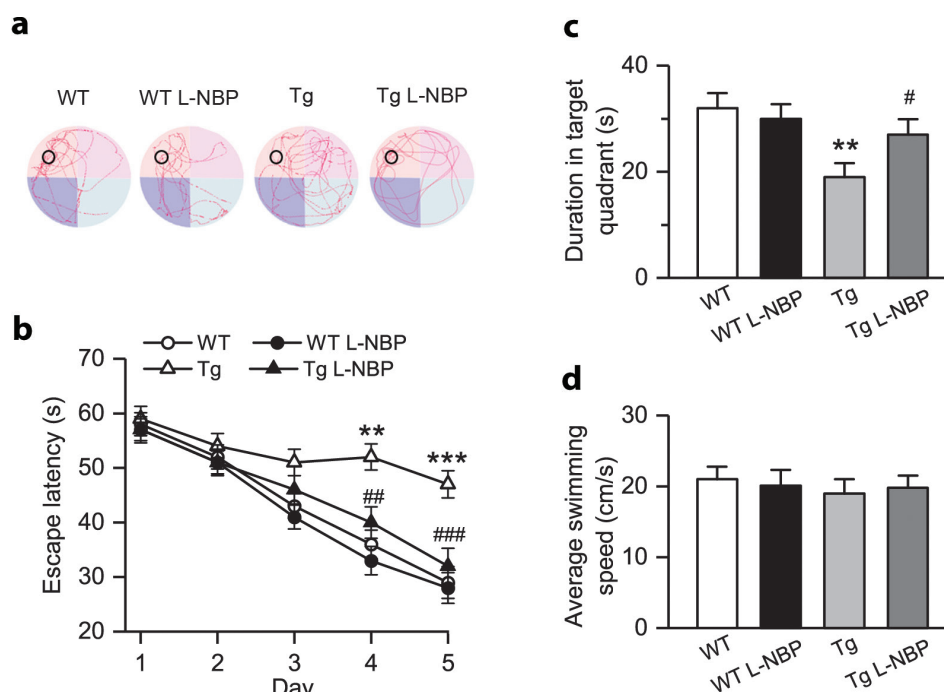 a
WT WT L-NBP Tg Tg L-NBP
b
WT WT L-NBP
Tg Tg L-NBP
Escape latency (s)
70
60
50
40
30
20
**
***
##
###
1 2 3 4 5
Day
c
Duration in target
quadrant (s)
40
20
0
**
#
WT
WT L-NBP
Tg
Tg L-NBP
d
Average swimming
speed (cm/s)
30
20
10
0
WT
WT L-NBP
Tg
Tg L-NBP